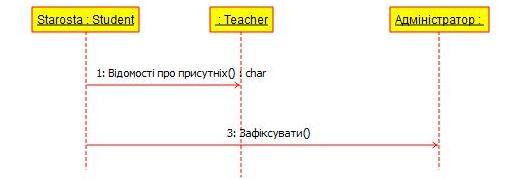 Starosta : Student
: Teacher
Адміністратор :
1: Відомості про присутніх() : char
3: Зафіксувати()